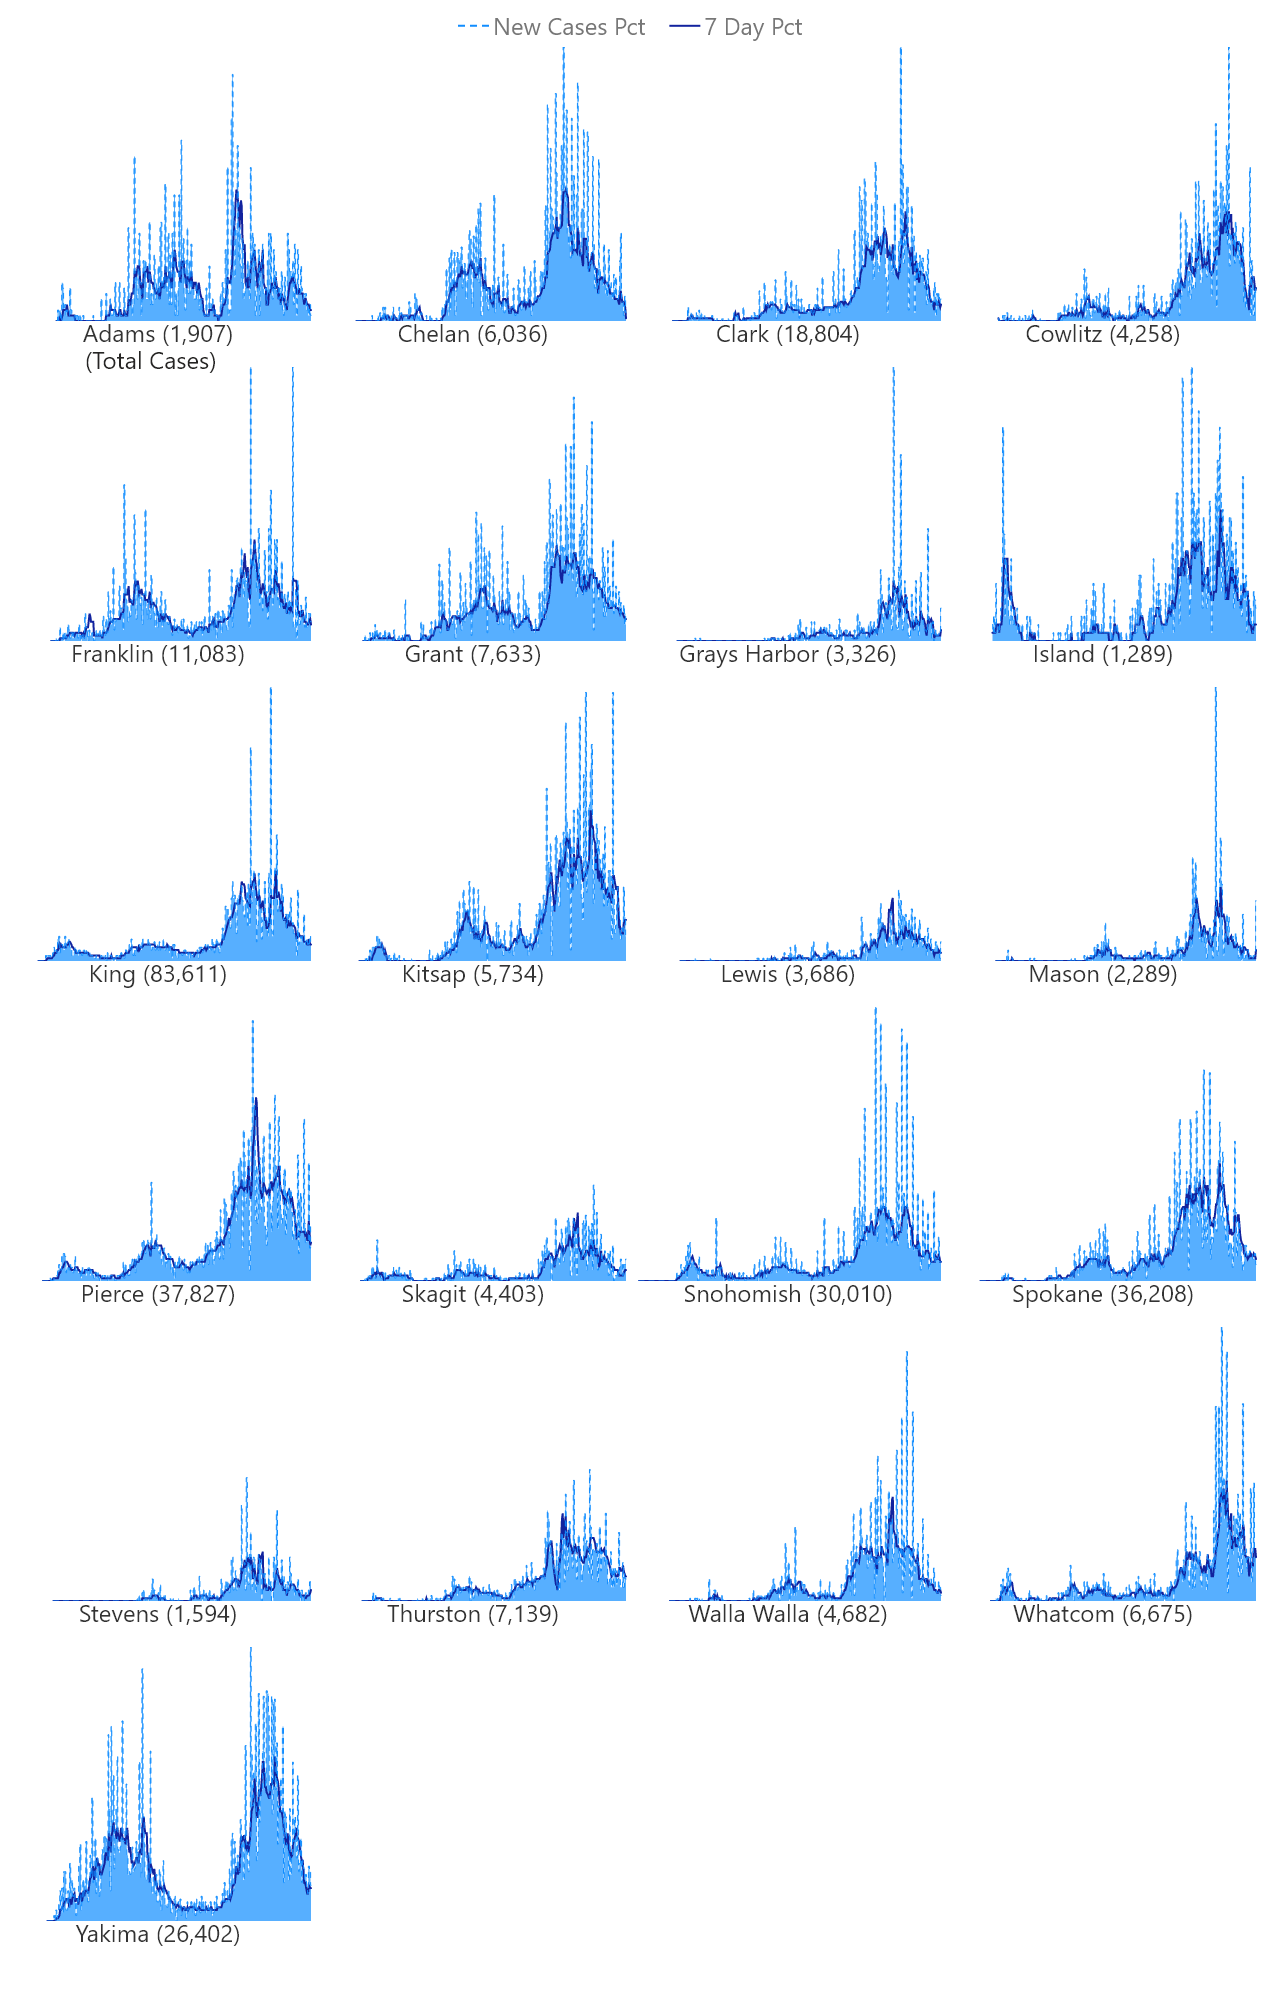 New Cases Pct 7 Day Pct
Adams (1,907) Chelan (6,036) Clark (18,804) Cowlitz (4,258)
(Total Cases)
Franklin (11,083) Grant (7,633) Grays Harbor (3,326) Island (1,289)
King (83,611) Kitsap (5,734) Lewis (3,686) Mason (2,289)
Pierce (37,827) Skagit (4,403) Snohomish (30,010) Spokane (36,208)
Stevens (1,594) Thurston (7,139) Walla Walla (4,682) Whatcom (6,675)
Yakima (26,402)